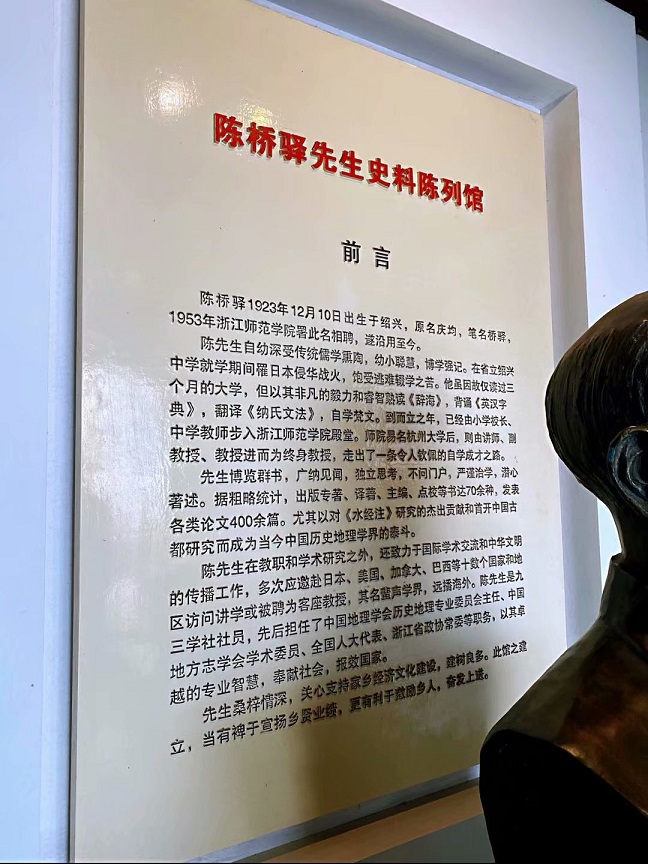 陈桥驿先生史料陈列馆
前言
陈桥驿1923年12月10日出生于绍兴，原名庆均，笔名桥驿，
1953年浙江师范学院署此名相聘，遂沿用至今。
陈先生自幼深受传统儒学熏陶，幼小聪慧，博学强记。在省立绍兴
中学就学期间罹日本侵华战火，饱受逃难辍学之苦。他虽因故仅读过三
个月的大学，但以其非凡的毅力和睿智熟读《辞海》，背诵《英汉字
典》，翻译《纳氏文法》，自学梵文。到而立之年，已经由小学校长、
中学教师步入浙江师范学院殿堂。师院易名杭州大学后，则由讲师、副
教授、教授进而为终身教授，走出了一条令人钦佩的自学成才之路。
先生博览群书，广纳见闻，独立思考，不问门户，严谨治学，潜心
著述。据粗略统计，出版专著、译著、主编、点校等书达70余种，发表
各类论文400余篇。尤其以对《水经注》研究的杰出贡献和首开中国古
都研究而成为当今中国历史地理学界的泰斗。
陈先生在教职和学术研究之外，还致力于国际学术交流和中华文明
的传播工作，多次应邀赴日本、美国、加拿大、巴西等十数个国家和地
区访问讲学或被聘为客座教授，其名蜚声学界，远播海外。陈先生是九
三学社社员，先后担任了中国地理学会历史地理专业委员会主任、中国
地方志学会学术委员、全国人大代表、浙江省政协常委等职务，以其卓
越的专业智慧，奉献社会，报效国家。
先生桑梓情深，关心支持家乡经济文化建设，建树良多。此馆之建
立，当有裨于宣扬乡贤业绩，更有利于激励乡人，奋发上进。